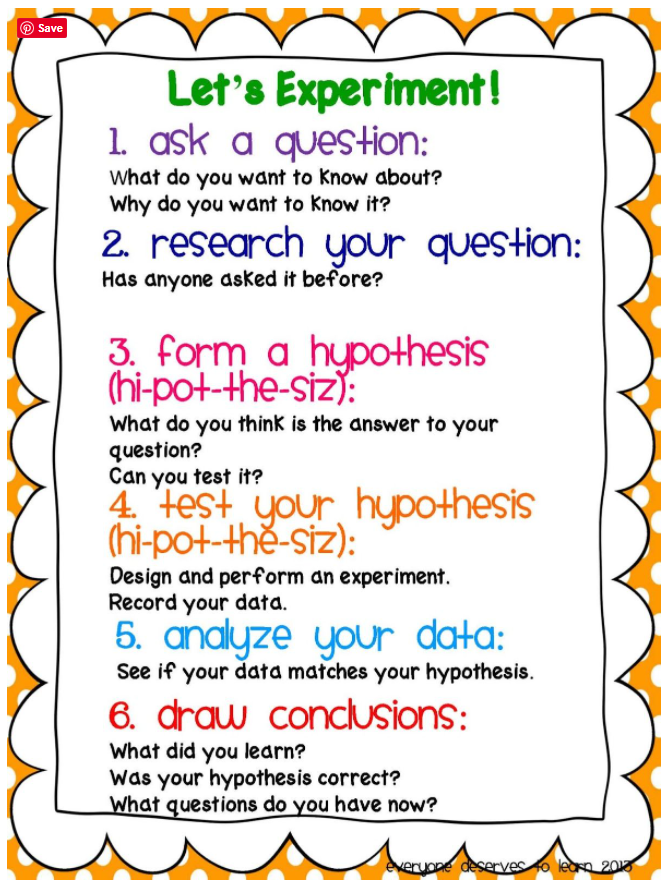 Save
Let's Experiment!
1. ask a question:
What do you want to know about?
Why do you want to know it?
2. research your question:
Has anyone asked it before?
3. form a hypothesis
(hi-pot-the-siz):
What do you think is the answer to your
question?
Can you test it?
4. test your hypothesis
(hi-pot-the-siz):
Design and perform an experiment.
Record your data.
5. analyze your data:
See if your data matches your hypothesis.
6. draw conclusions:
What did you learn?
Was your hypothesis correct?
What questions do you have now?
everyone deserves to learn 2013